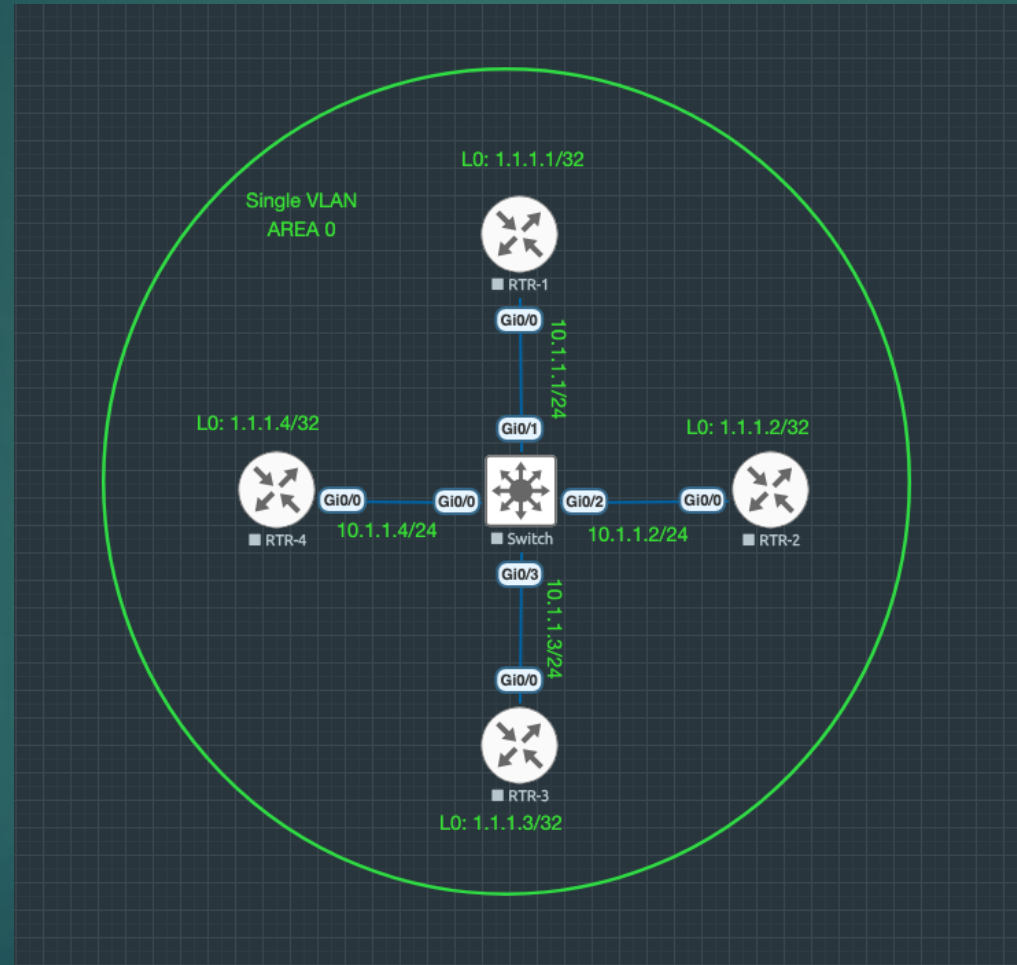 L0: 1.1.1.1/32
Single VLAN
AREA 0
RTR-1
Gi0/0
10.1.1.1/24
L0: 1.1.1.4/32
Gi0/1
L0: 1.1.1.2/32
Gi0/0
Gi0/0
Gi0/2
Gi0/0
10.1.1.4/24
10.1.1.2/24
RTR-4
Switch
RTR-2
Gi0/3
10.1.1.3/24
Gi0/0
RTR-3
L0: 1.1.1.3/32